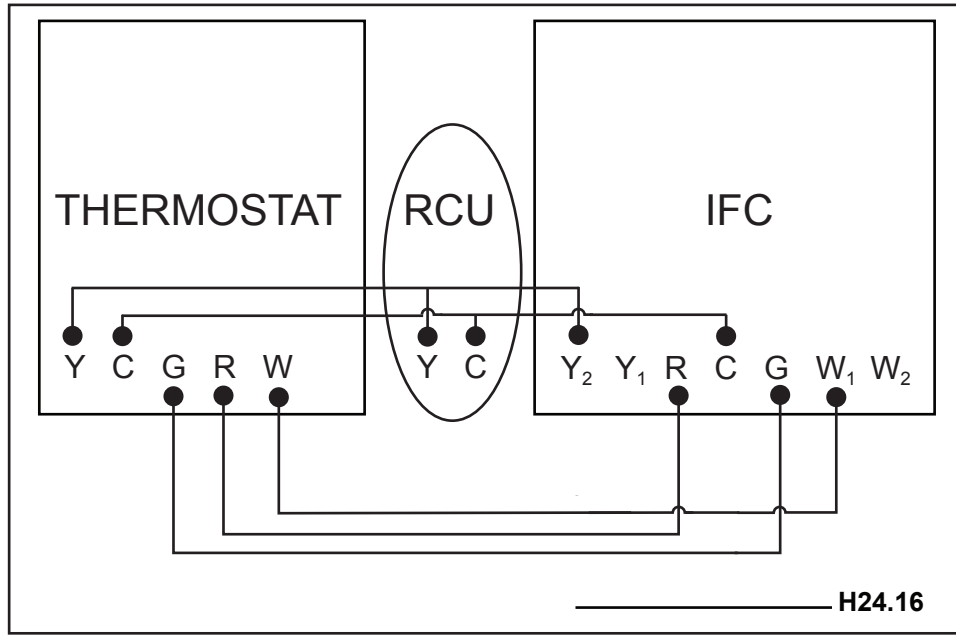 THERMOSTAT RCU IFC
Y C G R W Y C Y₂ Y₁ R C G W₁ W₂
H24.16